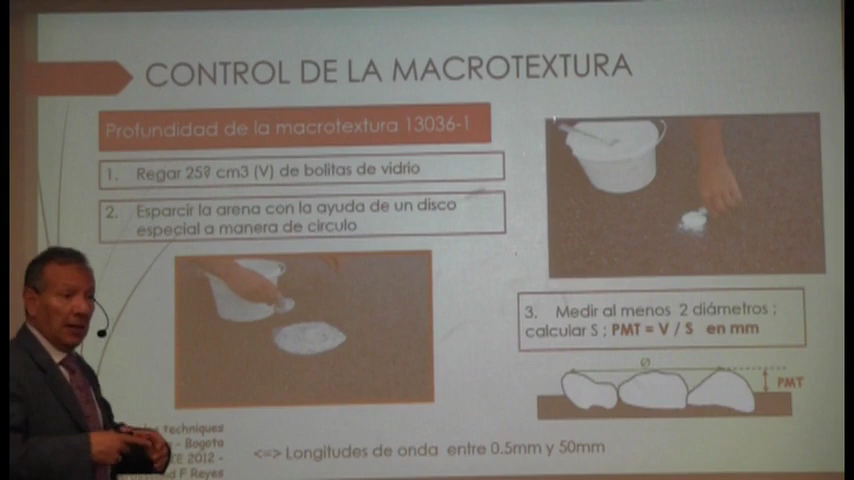 CONTROL DE LA MACROTEXTURA
Profundidad de la macrotextura 13036-1
1. Regar 25? cm3 (V) de bolitas de vidrio
2. Esparcir la arena con la ayuda de un disco
especial a manera de circulo
3. Medir al menos 2 diámetros ;
calcular S ; PMT = V / S en mm
Ø
PMT
techniques
- Bogota
2012 -
F.Reyes
<=> Longitudes de onda entre 0.5mm y 50mm